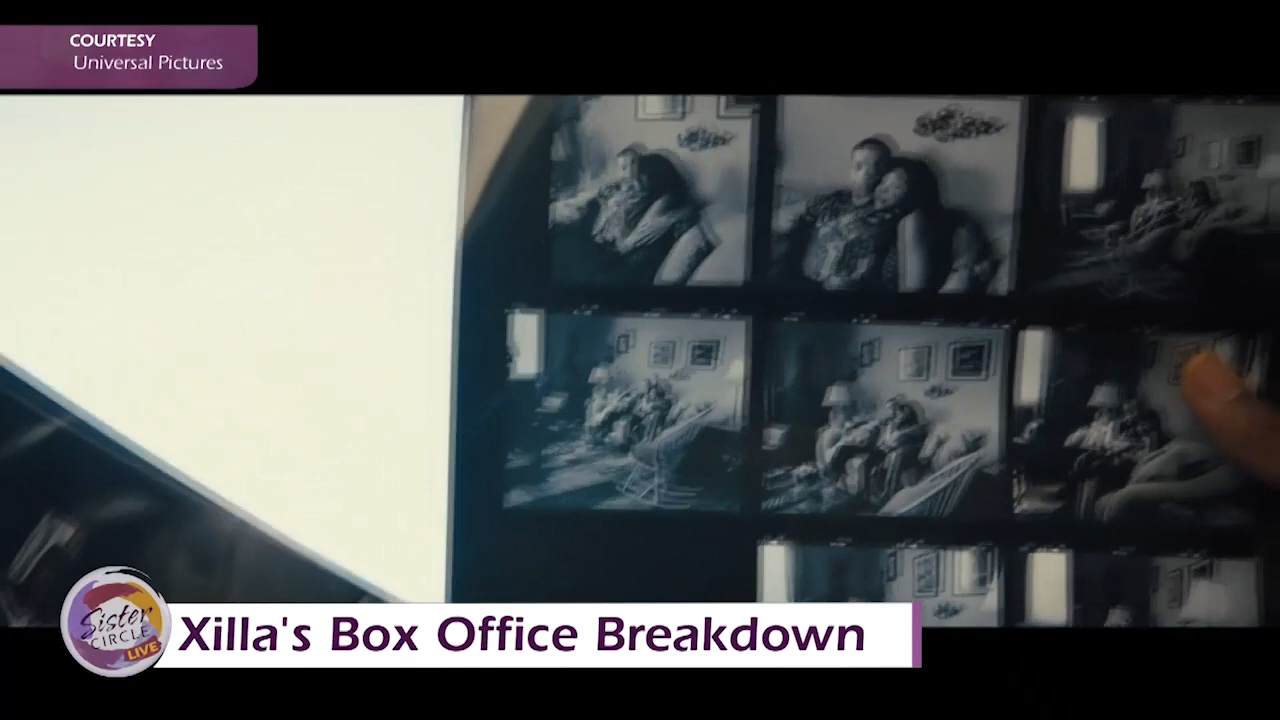 COURTESY
Universal Pictures
Sister
CIRCLE
LIVE
Xilla's Box Office Breakdown